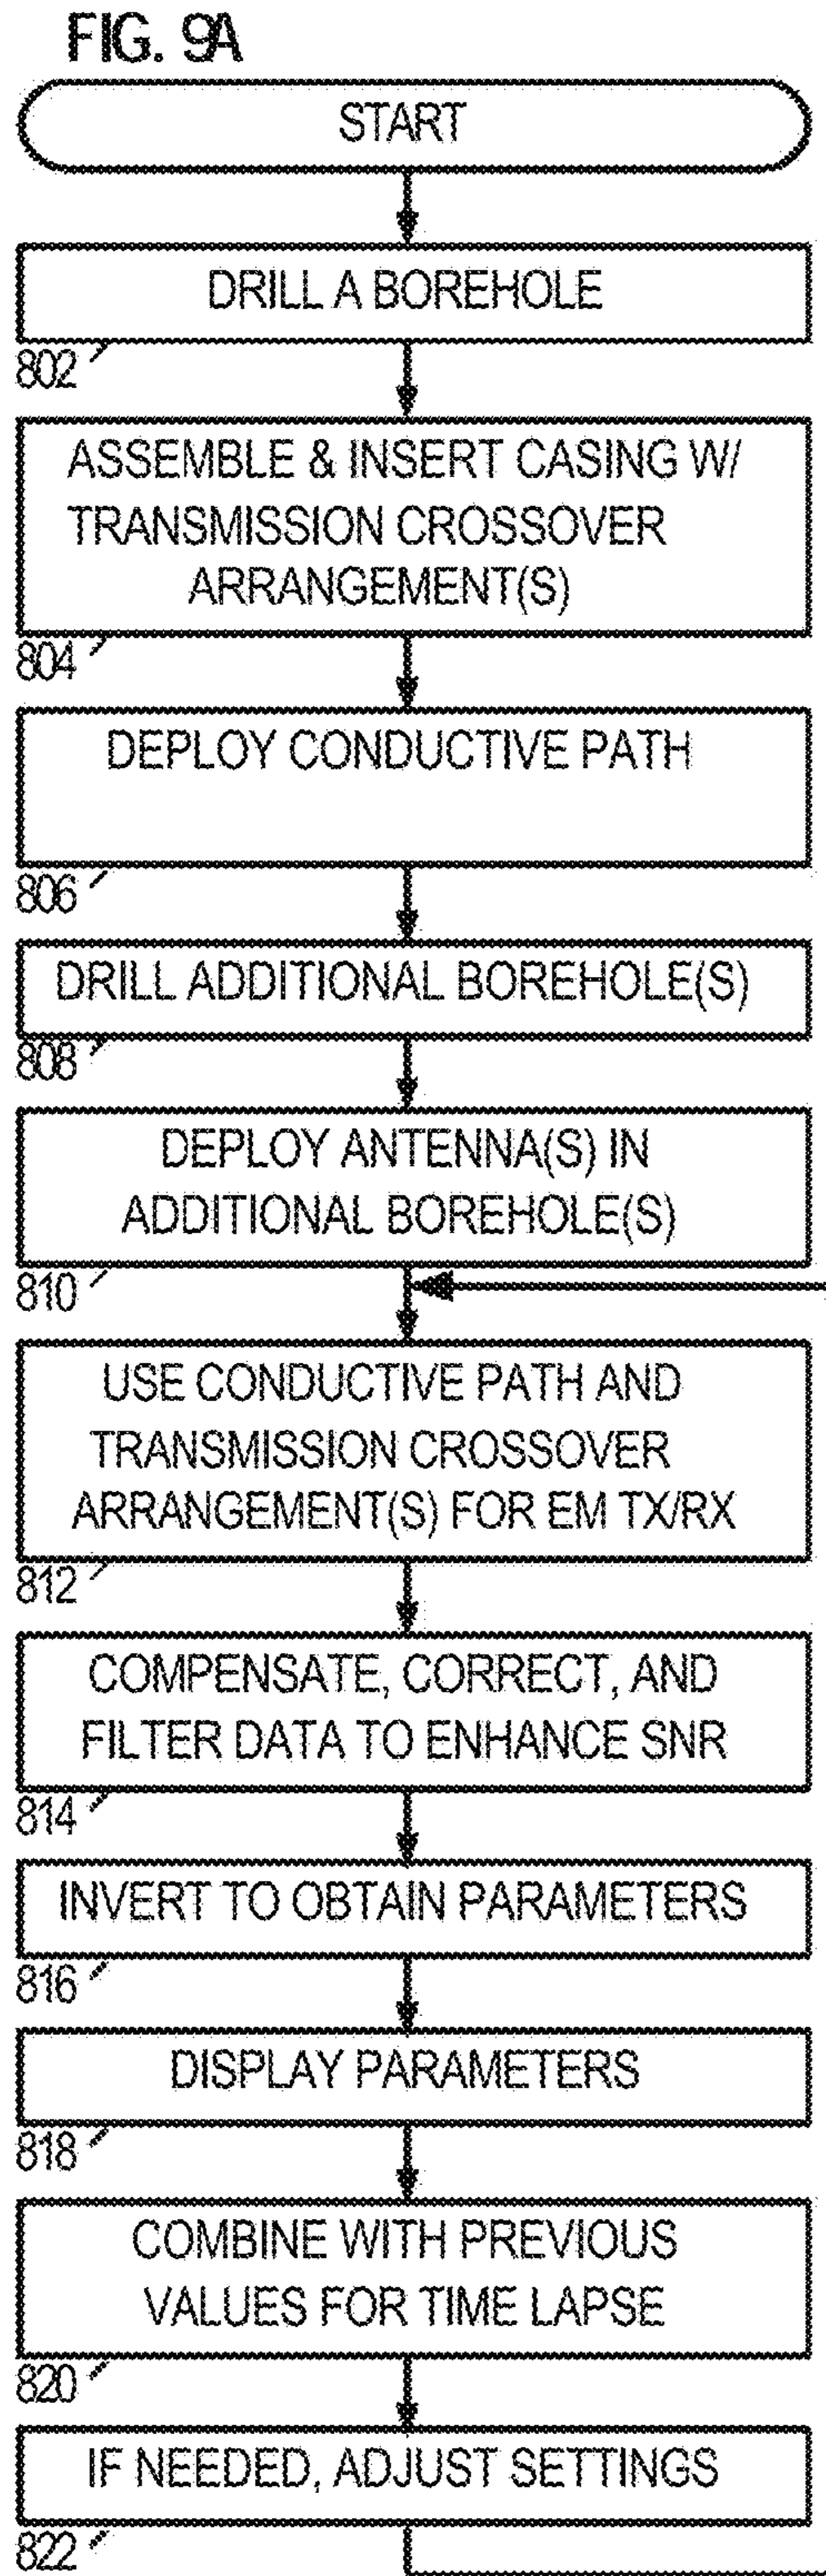 FIG. 9A
START
DRILL A BOREHOLE
802
ASSEMBLE & INSERT CASING W/
TRANSMISSION CROSSOVER
ARRANGEMENT(S)
804
DEPLOY CONDUCTIVE PATH
806
DRILL ADDITIONAL BOREHOLE(S)
808
DEPLOY ANTENNA(S) IN
ADDITIONAL BOREHOLE(S)
810
USE CONDUCTIVE PATH AND
TRANSMISSION CROSSOVER
ARRANGEMENT(S) FOR EM TX/RX
812
COMPENSATE, CORRECT, AND
FILTER DATA TO ENHANCE SNR
814
INVERT TO OBTAIN PARAMETERS
816
DISPLAY PARAMETERS
818
COMBINE WITH PREVIOUS
VALUES FOR TIME LAPSE
820
IF NEEDED, ADJUST SETTINGS
822